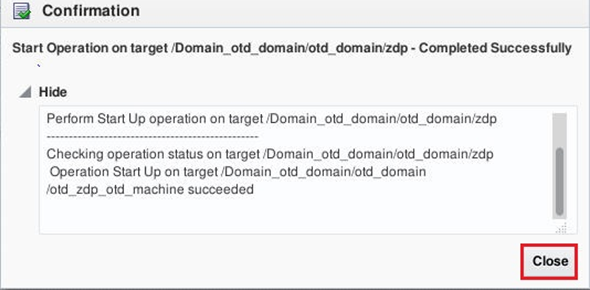 Confirmation
Start Operation on target /Domain_otd_domain/otd_domain/zdp - Completed Successfully
Hide
Perform Start Up operation on target /Domain_otd_domain/otd_domain/zdp
------------------------------------------------
Checking operation status on target /Domain_otd_domain/otd_domain/zdp
Operation Start Up on target /Domain_otd_domain/otd_domain
/otd_zdp_otd_machine succeeded
Close